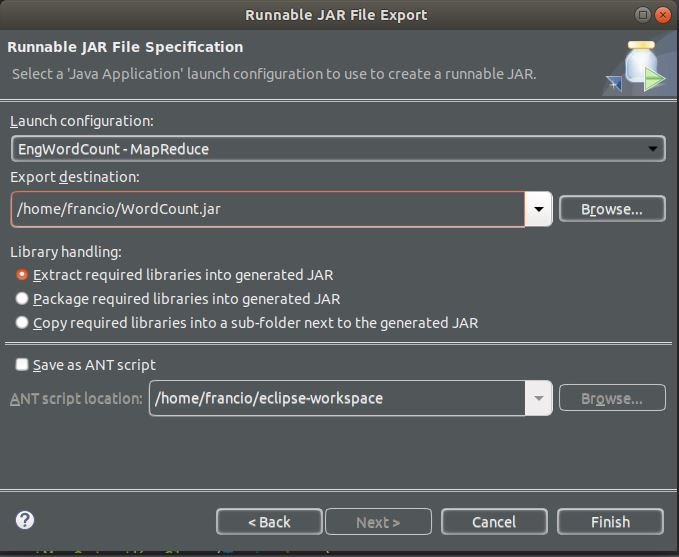 Runnable JAR File Export
Runnable JAR File Specification
Select a 'Java Application' launch configuration to use to create a runnable JAR.
Launch configuration:
EngWordCount - MapReduce
Export destination:
/home/francio/WordCount.jar
Browse...
Library handling:
Extract required libraries into generated JAR
Package required libraries into generated JAR
Copy required libraries into a sub-folder next to the generated JAR
Save as ANT script
ANT script location:
/home/francio/eclipse-workspace
Browse...
?
< Back
Next >
Cancel
Finish